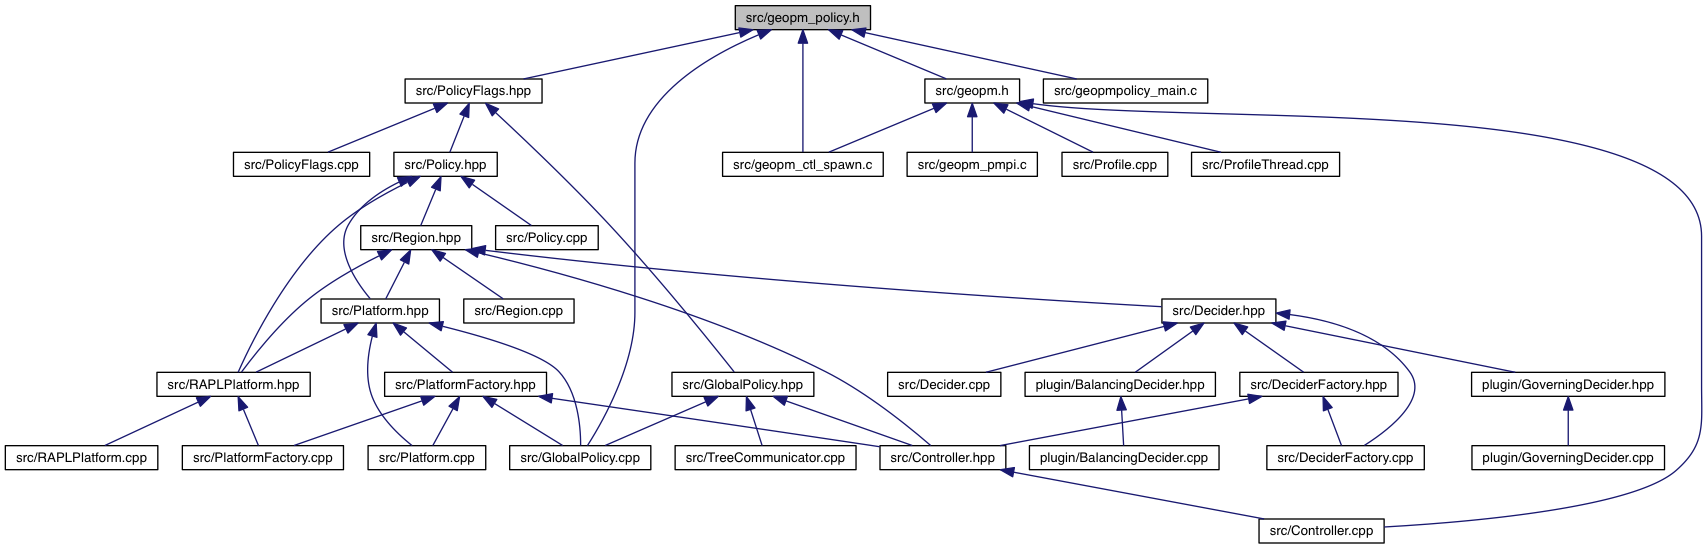 src/geopm_policy.h
src/PolicyFlags.hpp
src/geopm.h
src/geopmpolicy_main.c
src/PolicyFlags.cpp
src/Policy.hpp
src/geopm_ctl_spawn.c
src/geopm_pmpi.c
src/Profile.cpp
src/ProfileThread.cpp
src/Region.hpp
src/Policy.cpp
src/Platform.hpp
src/Region.cpp
src/Decider.hpp
src/RAPLPlatform.hpp
src/PlatformFactory.hpp
src/GlobalPolicy.hpp
src/Decider.cpp
plugin/BalancingDecider.hpp
src/DeciderFactory.hpp
plugin/GoverningDecider.hpp
src/RAPLPlatform.cpp
src/PlatformFactory.cpp
src/Platform.cpp
src/GlobalPolicy.cpp
src/TreeCommunicator.cpp
src/Controller.hpp
plugin/BalancingDecider.cpp
src/DeciderFactory.cpp
plugin/GoverningDecider.cpp
src/Controller.cpp